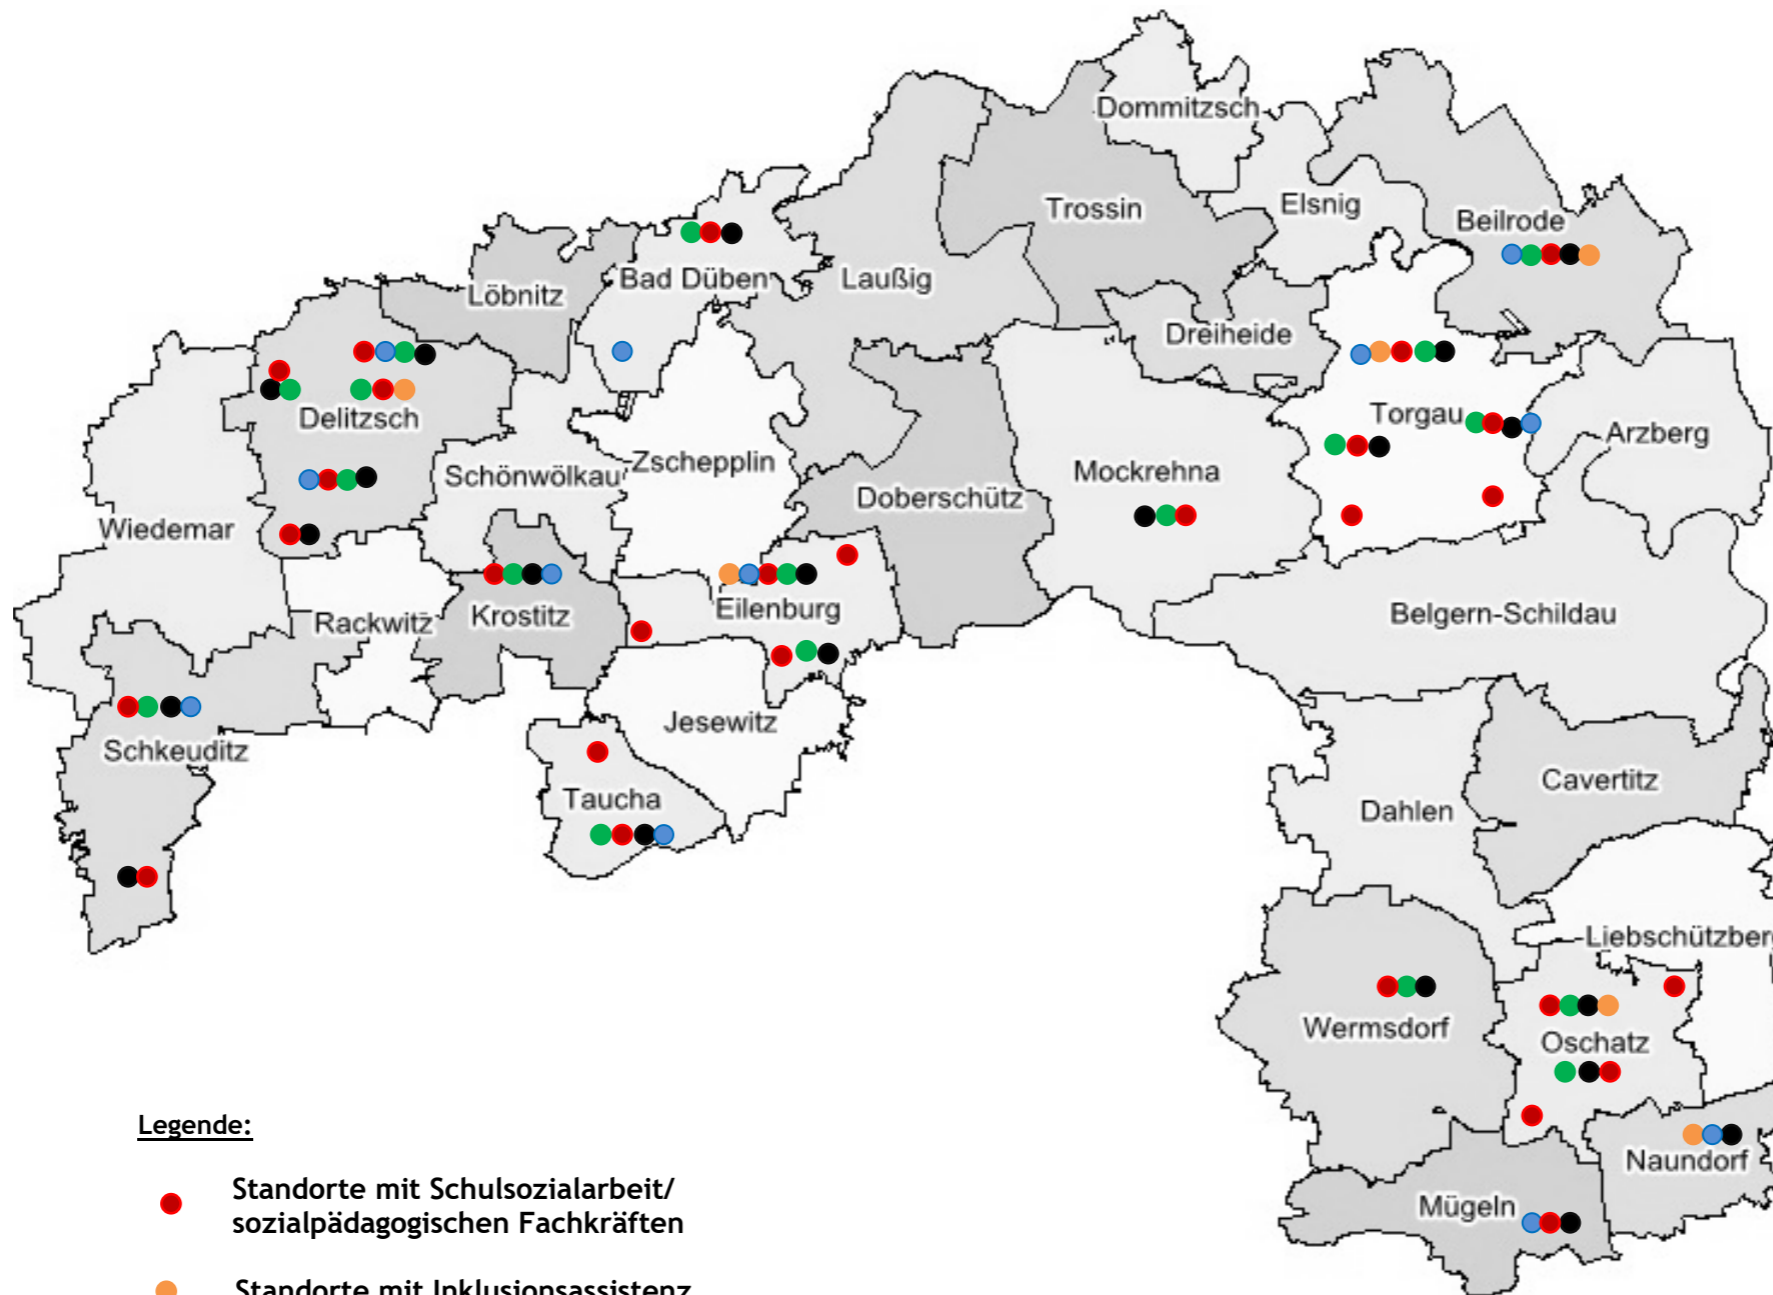 Dommitzsch
Trossin
Elsnig
Beilrode
Bad Düben
Laußig
Löbnitz
Dreiheide
Delitzsch
Torgau
Arzberg
Schönwölkau
Zschepplin
Mockrehna
Doberschütz
Wiedemar
Rackwitz
Krostitz
Eilenburg
Belgern-Schildau
Jesewitz
Schkeuditz
Taucha
Cavertitz
Dahlen
Liebschützberg
Wermsdorf
Oschatz
Naundorf
Mügeln
Legende:
Standorte mit Schulsozialarbeit/
sozialpädagogischen Fachkräften
Standorte mit Inklusionsassistenz